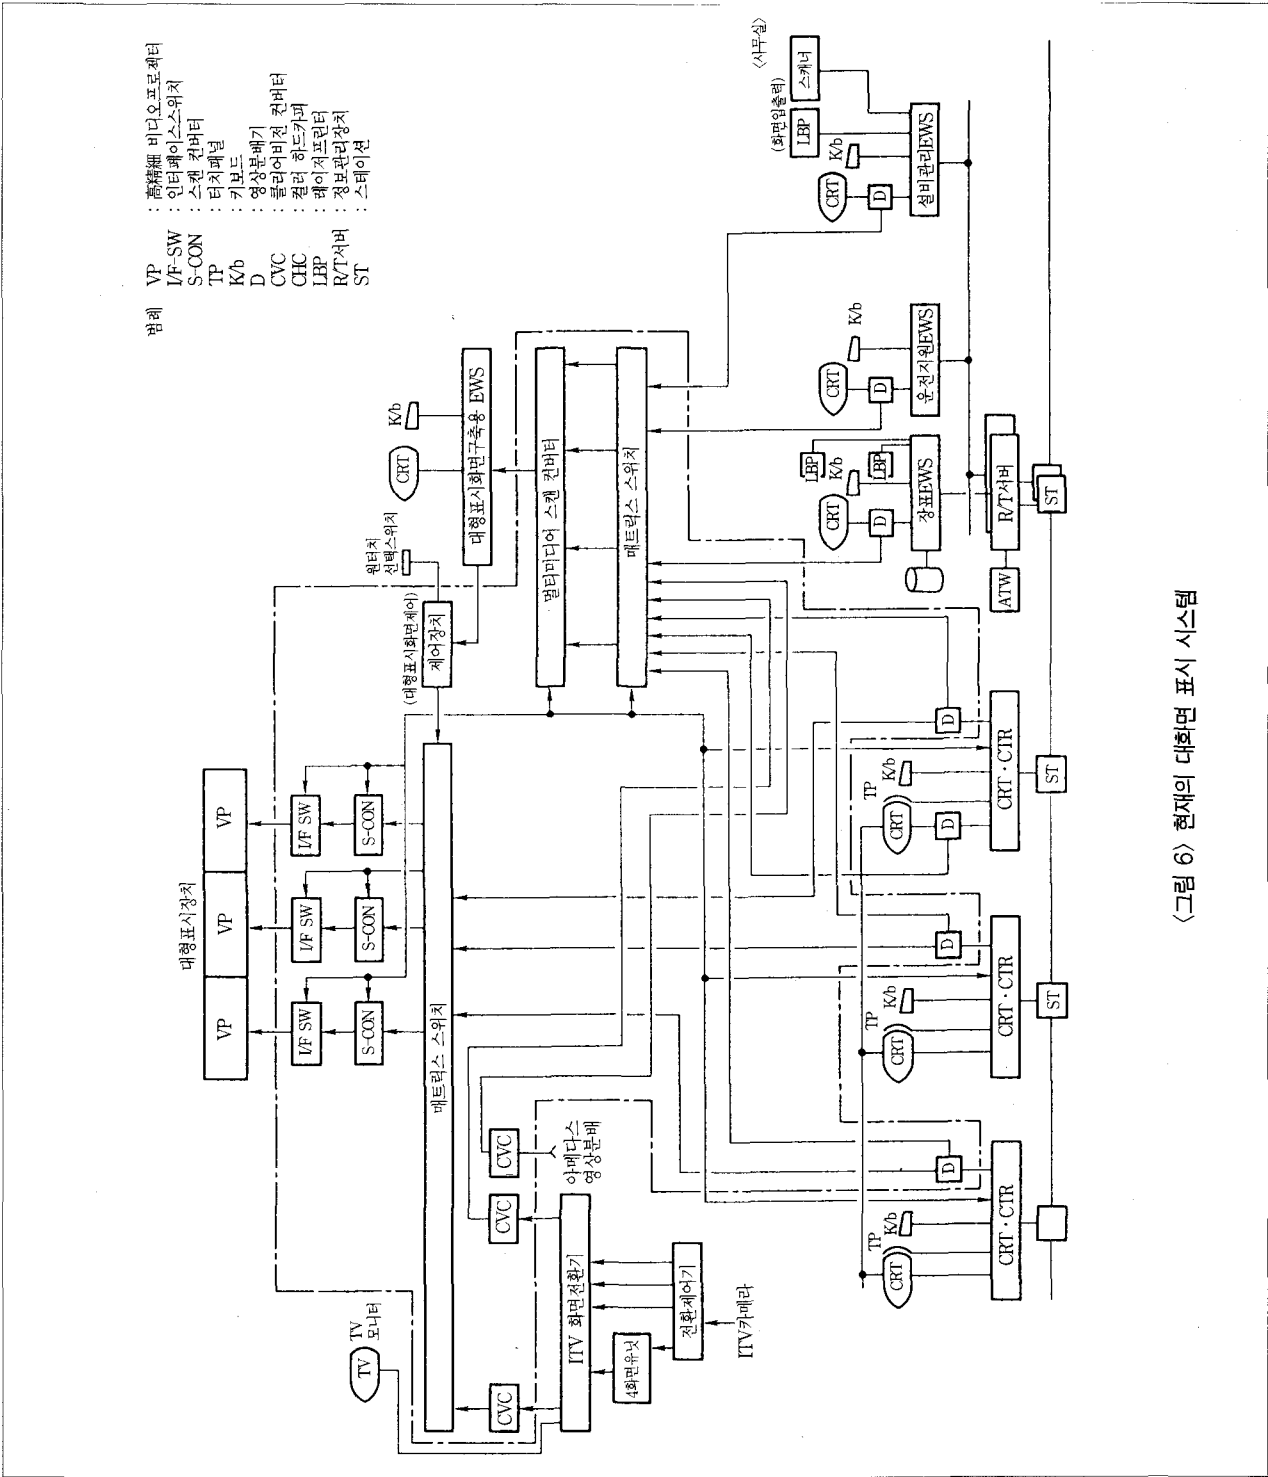 범례
VP : 高精細 비디오프로젝터
I/F-SW : 인터페이스스위치
S-CON : 스캔 컨버터
TP : 터치패널
K/b : 키보드
D : 영상분배기
CVC : 클리어비전 컨버터
CHC : 컬러 하드카피
LBP : 레이저프린터
R/T서버 : 정보관리장치
ST : 스테이션
대형표시장치
VP
VP
VP
I/F SW
I/F SW
I/F SW
S-CON
S-CON
S-CON
매트릭스 스위치
TV
TV
모니터
CVC
CVC
CVC
아메다스
영상분배
ITV 화면전환기
4화면유닛
전환제어기
ITV카메라
(대형표시화면제어)
제어장치
원터치
선택스위치
CRT
K/b
대형표시화면구축용 EWS
멀티미디어 스캔 컨버터
매트릭스 스위치
CRT
TP
K/b
D
CRT · CTR
CRT
TP
K/b
D
CRT · CTR
ST
CRT
TP
K/b
D
D
CRT · CTR
ST
CRT
K/b
LBP
LBP
D
장표EWS
ATW
R/T서버
ST
CRT
K/b
D
운전지원EWS
CRT
K/b
D
설비관리EWS
LBP
스캐너
(화면입출력)
〈사무실〉
〈그림 6〉 현재의 대화면 표시 시스템